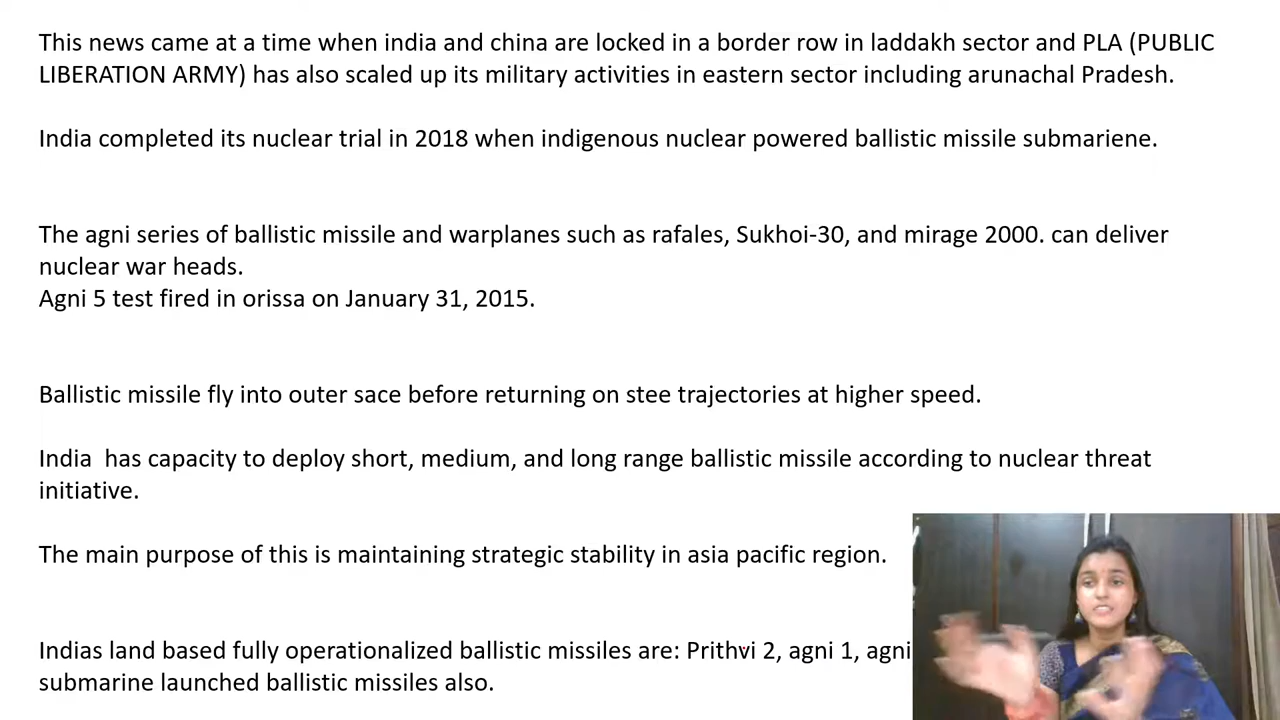 This news came at a time when india and china are locked in a border row in laddakh sector and PLA (PUBLIC
LIBERATION ARMY) has also scaled up its military activities in eastern sector including arunachal Pradesh.
India completed its nuclear trial in 2018 when indigenous nuclear powered ballistic missile submariene.
The agni series of ballistic missile and warplanes such as rafales, Sukhoi-30, and mirage 2000. can deliver
nuclear war heads.
Agni 5 test fired in orissa on January 31, 2015.
Ballistic missile fly into outer sace before returning on stee trajectories at higher speed.
India  has capacity to deploy short, medium, and long range ballistic missile according to nuclear threat
initiative.
The main purpose of this is maintaining strategic stability in asia pacific region.
Indias land based fully operationalized ballistic missiles are: Prithvi 2, agni 1, agni
submarine launched ballistic missiles also.